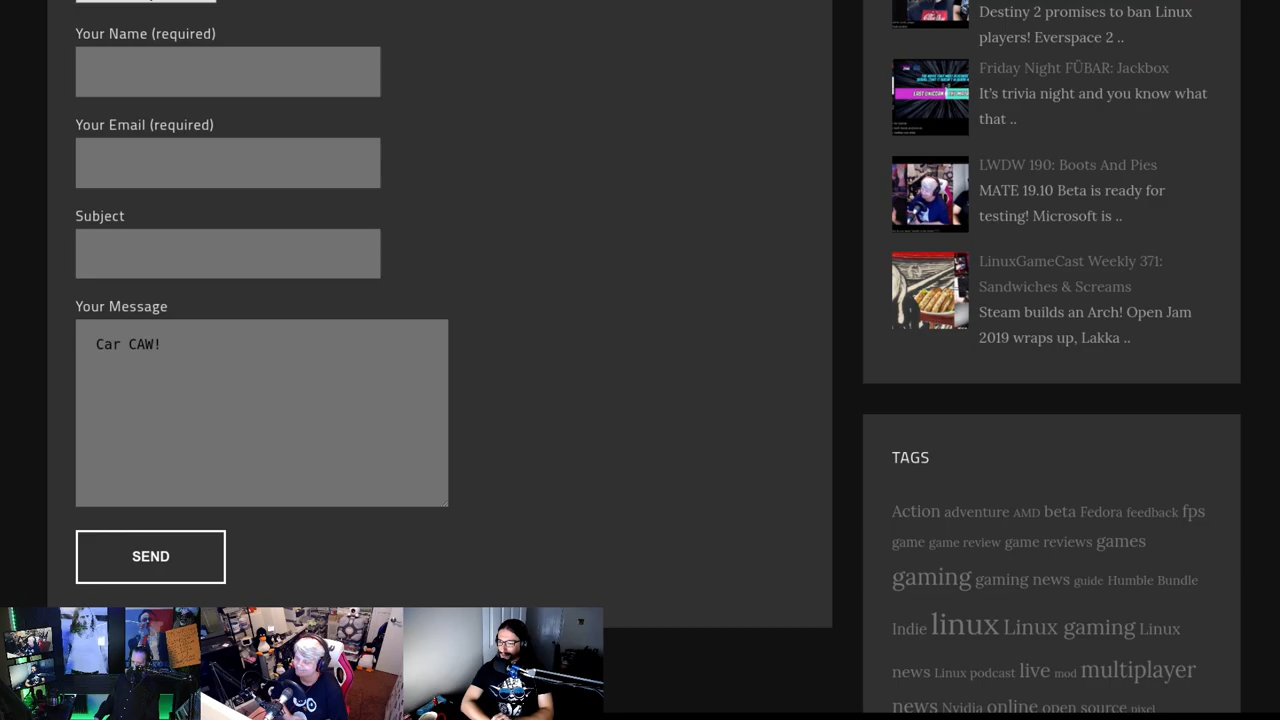 Your Name (required)
Your Email (required)
Subject
Your Message
Car CAW!
SEND
Destiny 2 promises to ban Linux
players! Everspace 2 ..
Friday Night FÜBAR: Jackbox
It's trivia night and you know what
that ..
LWDW 190: Boots And Pies
MATE 19.10 Beta is ready for
testing! Microsoft is ..
LinuxGameCast Weekly 371:
Sandwiches & Screams
Steam builds an Arch! Open Jam
2019 wraps up, Lakka ..
TAGS
Action adventure AMD beta Fedora feedback fps
game game review game reviews games
gaming gaming news guide Humble Bundle
Indie linux Linux gaming Linux
news Linux podcast live mod multiplayer
news Nvidia online open source pixel